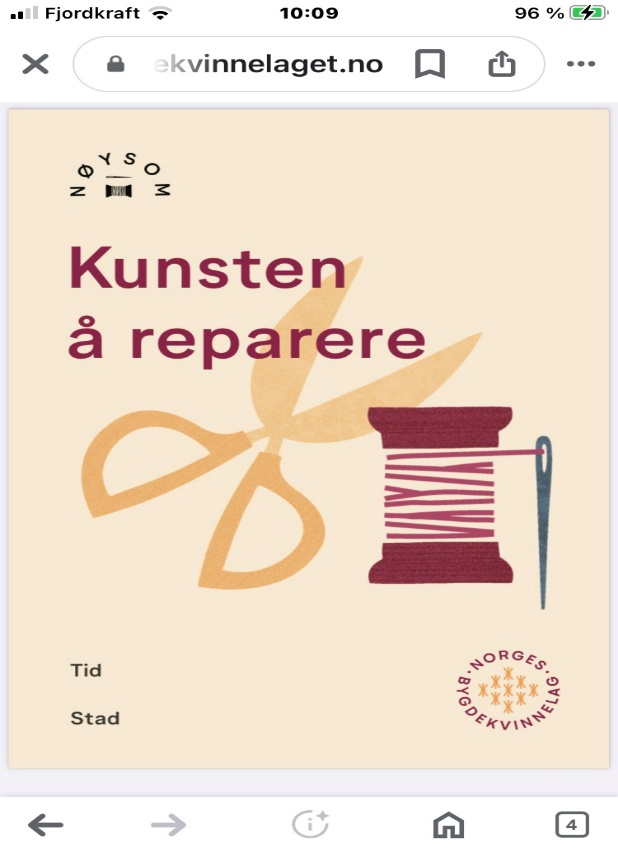 Fjordkraft 10:09 96 %
ekvinnelaget.no
NØYSOM
Kunsten
å reparere
Tid
Stad
NORGES
BYGDEKVINNELAG
4